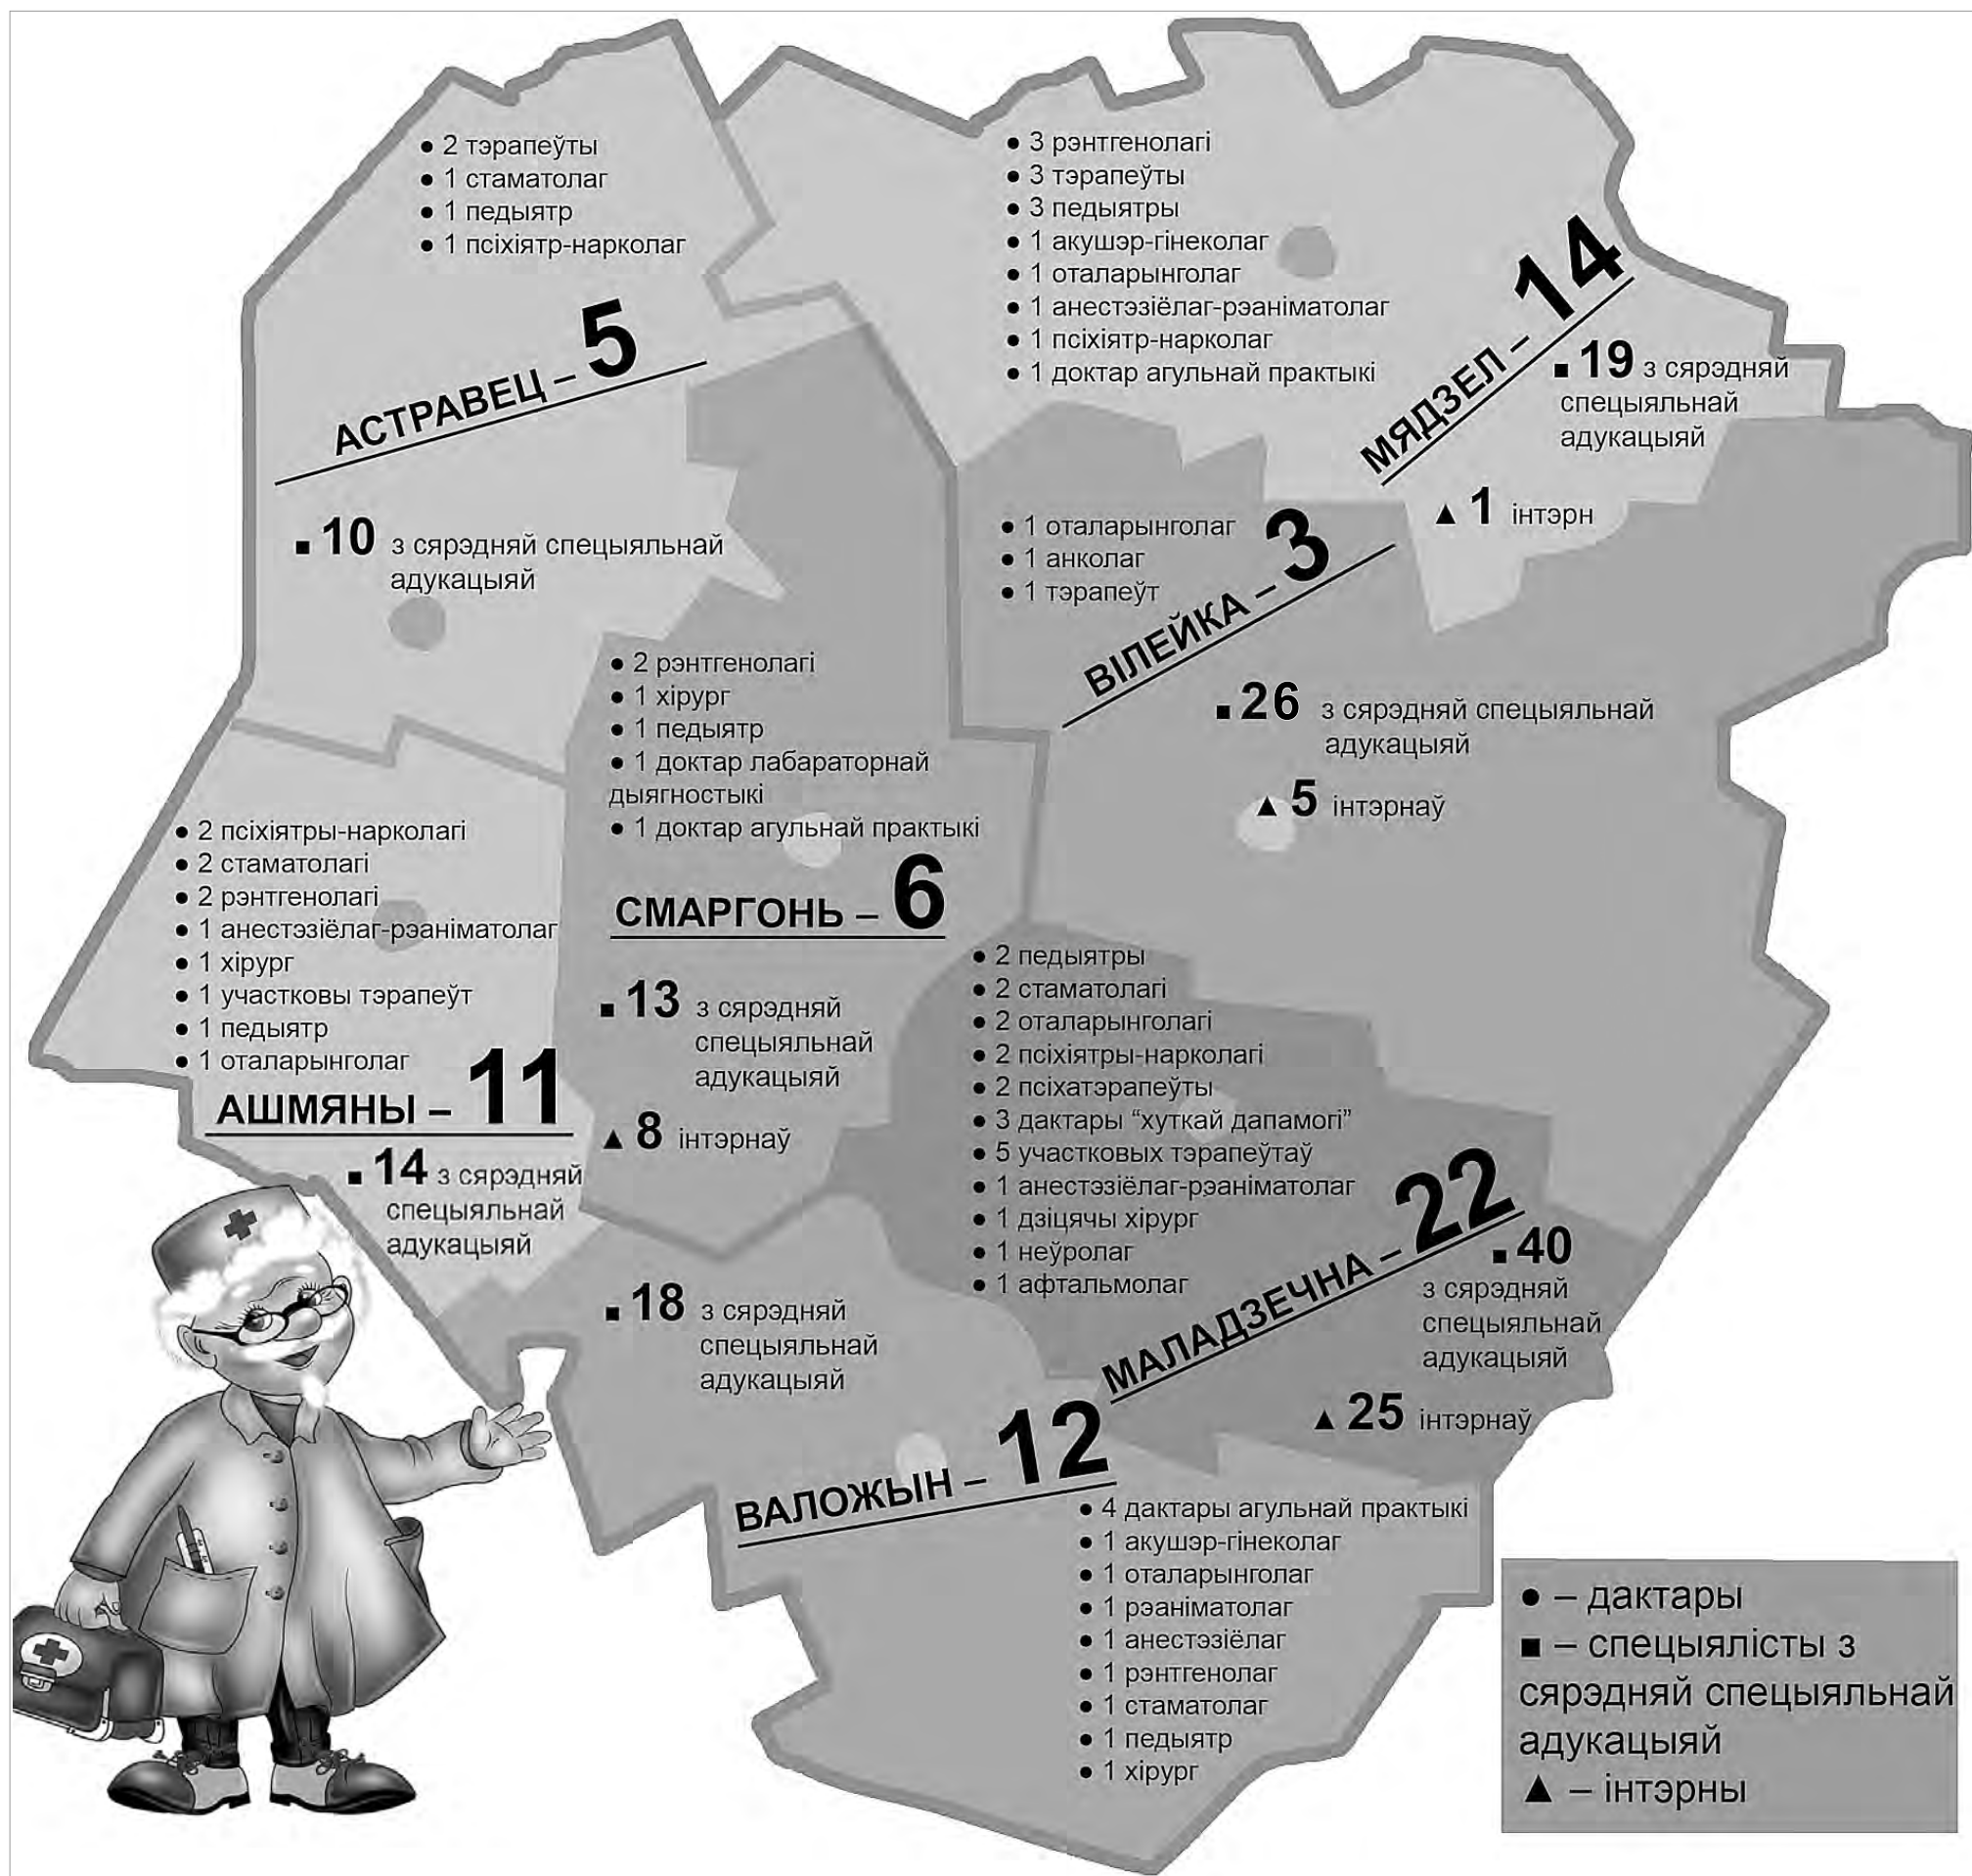 ● 2 тэрапеўты
● 1 стаматолаг
● 1 педыятр
● 1 псіхіятр-нарколаг
АСТРАВЕЦ – 5
■ 10 з сярэдняй спецыяльнай
адукацыяй
● 3 рэнтгенолагі
● 3 тэрапеўты
● 3 педыятры
● 1 акушэр-гінеколаг
● 1 оталарынголаг
● 1 анестэзіёлаг-рэаніматолаг
● 1 псіхіятр-нарколаг
● 1 доктар агульнай практыкі
МЯДЗЕЛ – 14
■ 19 з сярэдняй
спецыяльнай
адукацыяй
▲ 1 інтэрн
● 1 оталарынголаг
● 1 анколаг
● 1 тэрапеўт
ВІЛЕЙКА – 3
■ 26 з сярэдняй спецыяльнай
адукацыяй
▲ 5 інтэрнаў
● 2 рэнтгенолагі
● 1 хірург
● 1 педыятр
● 1 доктар лабараторнай
дыягностыкі
● 1 доктар агульнай практыкі
СМАРГОНЬ – 6
■ 13 з сярэдняй
спецыяльнай
адукацыяй
▲ 8 інтэрнаў
● 2 псіхіятры-нарколагі
● 2 стаматолагі
● 2 рэнтгенолагі
● 1 анестэзіёлаг-рэаніматолаг
● 1 хірург
● 1 участковы тэрапеўт
● 1 педыятр
● 1 оталарынголаг
АШМЯНЫ – 11
■ 14 з сярэдняй
спецыяльнай
адукацыяй
● 2 педыятры
● 2 стаматолагі
● 2 оталарынголагі
● 2 псіхіятры-нарколагі
● 2 псіхатэрапеўты
● 3 дактары “хуткай дапамогі”
● 5 участковых тэрапеўтаў
● 1 анестэзіёлаг-рэаніматолаг
● 1 дзіцячы хірург
● 1 неўролаг
● 1 афтальмолаг
МАЛАДЗЕЧНА – 22
■ 40
з сярэдняй
спецыяльнай
адукацыяй
▲ 25 інтэрнаў
■ 18 з сярэдняй
спецыяльнай
адукацыяй
ВАЛОЖЫН – 12
● 4 дактары агульнай практыкі
● 1 акушэр-гінеколаг
● 1 оталарынголаг
● 1 рэаніматолаг
● 1 анестэзіёлаг
● 1 рэнтгенолаг
● 1 стаматолаг
● 1 педыятр
● 1 хірург
● – дактары
■ – спецыялісты з
сярэдняй спецыяльнай
адукацыяй
▲ – інтэрны